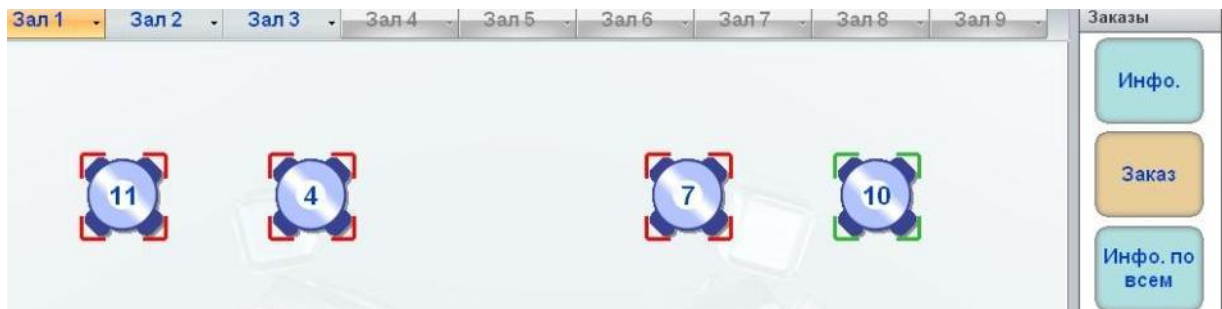 Зал 1 Зал 2 Зал 3 Зал 4 Зал 5 Зал 6 Зал 7 Зал 8 Зал 9 Заказы
Инфо.
Заказ
11 4 7 10
Инфо. по
всем